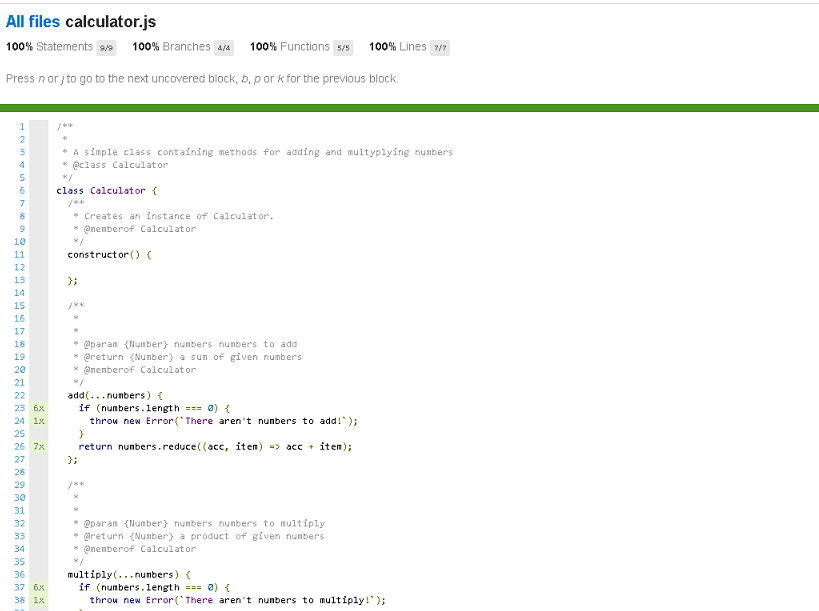 All files calculator.js
100% Statements 9/9 100% Branches 4/4 100% Functions 5/5 100% Lines 7/7
Press n or j to go to the next uncovered block, b, p or k for the previous block.
1 /**
2 *
3 * A simple class containing methods for adding and multyplying numbers
4 * @class Calculator
5 */
6 class Calculator {
7 /**
8 * Creates an instance of Calculator.
9 * @memberof Calculator
10 */
11 constructor() {
12
13 };
14
15 /**
16 *
17 *
18 * @param {Number} numbers numbers to add
19 * @return {Number} a sum of given numbers
20 * @memberof Calculator
21 */
22 add(...numbers) {
23 6x if (numbers.length === 0) {
24 1x throw new Error(`There aren't numbers to add!`);
25 }
26 7x return numbers.reduce((acc, item) => acc + item);
27 };
28
29 /**
30 *
31 *
32 * @param {Number} numbers numbers to multiply
33 * @return {Number} a product of given numbers
34 * @memberof Calculator
35 */
36 multiply(...numbers) {
37 6x if (numbers.length === 0) {
38 1x throw new Error(`There aren't numbers to multiply!`);